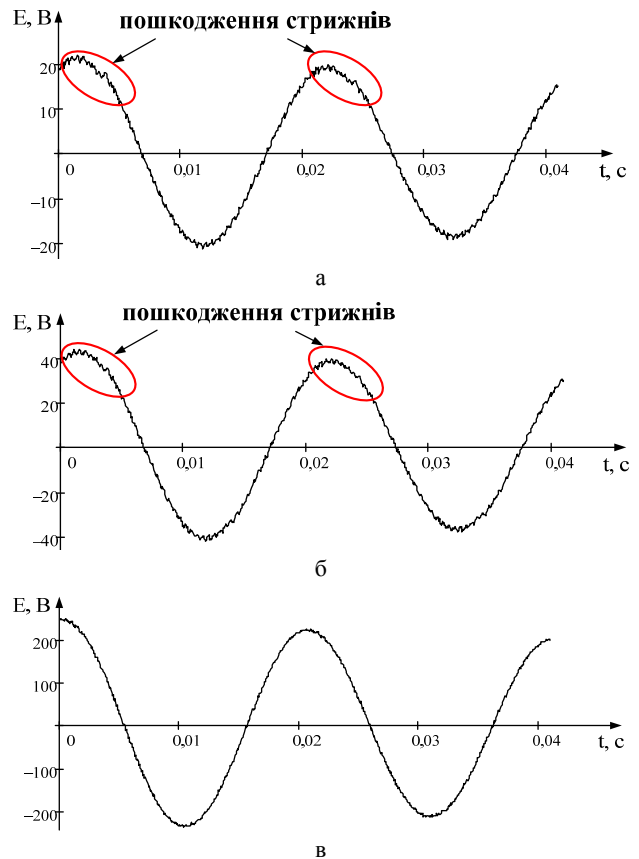 E, В
пошкодження стрижнів
20
10
0
0,01
0,02
0,03
0,04
t, с
–10
–20
а
E, В
пошкодження стрижнів
40
20
0
0,01
0,02
0,03
0,04
t, с
–20
–40
б
E, В
200
100
0
0,01
0,02
0,03
0,04
t, с
–100
–200
в